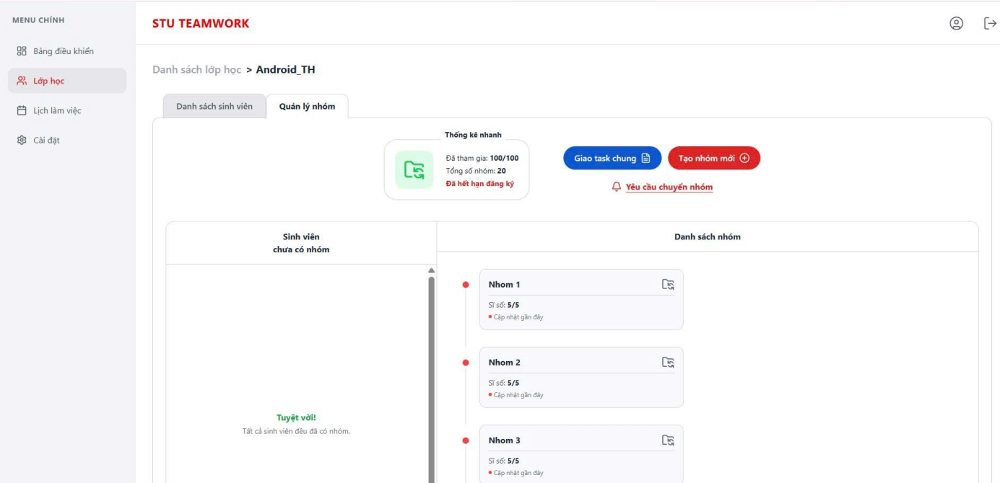 MENU CHÍNH
Bảng điều khiển
Lớp học
Lịch làm việc
Cài đặt
STU TEAMWORK
Danh sách lớp học > Android_TH
Danh sách sinh viên
Quản lý nhóm
Thống kê nhanh
Đã tham gia: 100/100
Tổng số nhóm: 20
Đã hết hạn đăng ký
Giao task chung
Tạo nhóm mới
Yêu cầu chuyển nhóm
Sinh viên
chưa có nhóm
Tuyệt vời!
Tất cả sinh viên đều đã có nhóm.
Danh sách nhóm
Nhom 1
Sĩ số: 5/5
Cập nhật gần đây
Nhom 2
Sĩ số: 5/5
Cập nhật gần đây
Nhom 3
Sĩ số: 5/5
Cập nhật gần đây